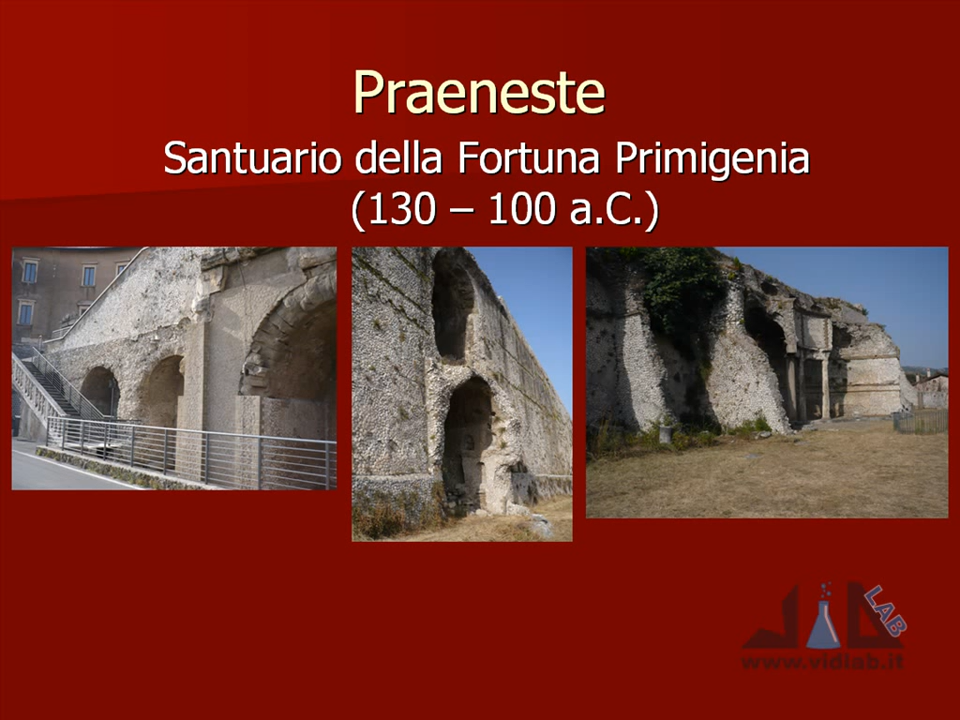 Praeneste
Santuario della Fortuna Primigenia
(130 – 100 a.C.)
LAB
www.vidlab.it